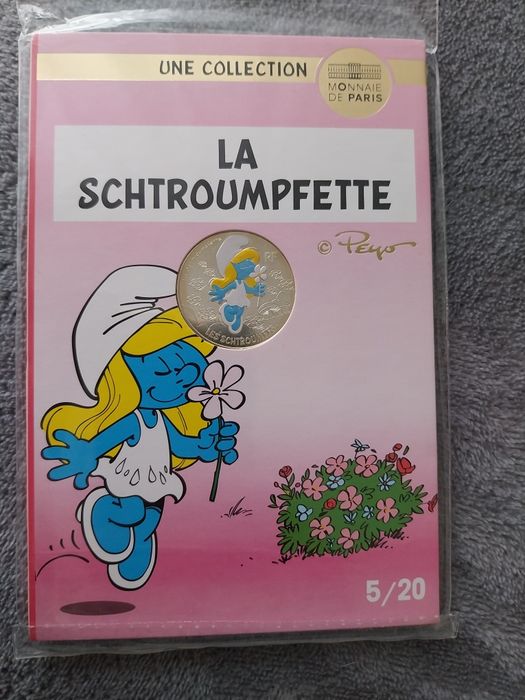 UNE COLLECTION
MONNAIE
DE PARIS
LA
SCHTROUMPFETTE
© Peyo
RF
LES SCHTROUMPFS
5/20